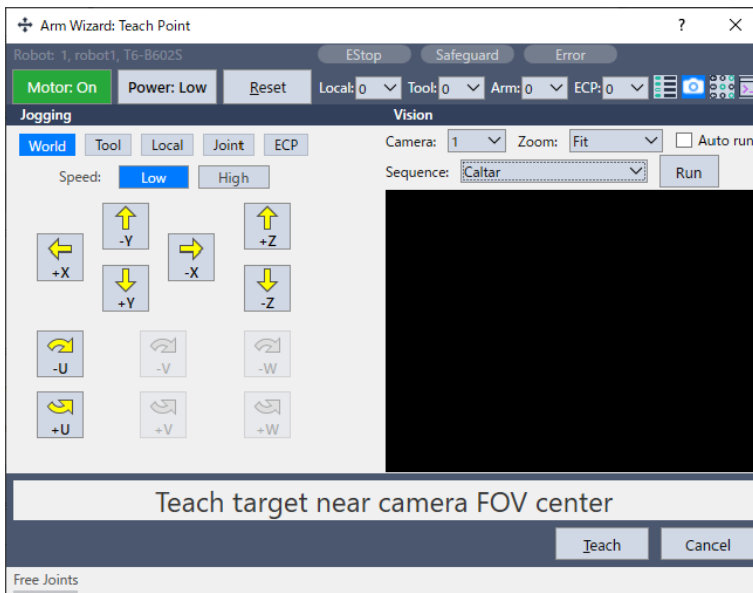 Arm Wizard: Teach Point ?
Robot: 1, robot1, T6-B602S EStop Safeguard Error
Motor: On Power: Low Reset Local: 0 Tool: 0 Arm: 0 ECP: 0
Jogging Vision
World Tool Local Joint ECP Camera: 1 Zoom: Fit Auto run
Speed: Low High Sequence: Caltar Run
-Y +Z
+X -X
+Y -Z
-U -V -W
+U +V +W
Teach target near camera FOV center
Teach Cancel
Free Joints